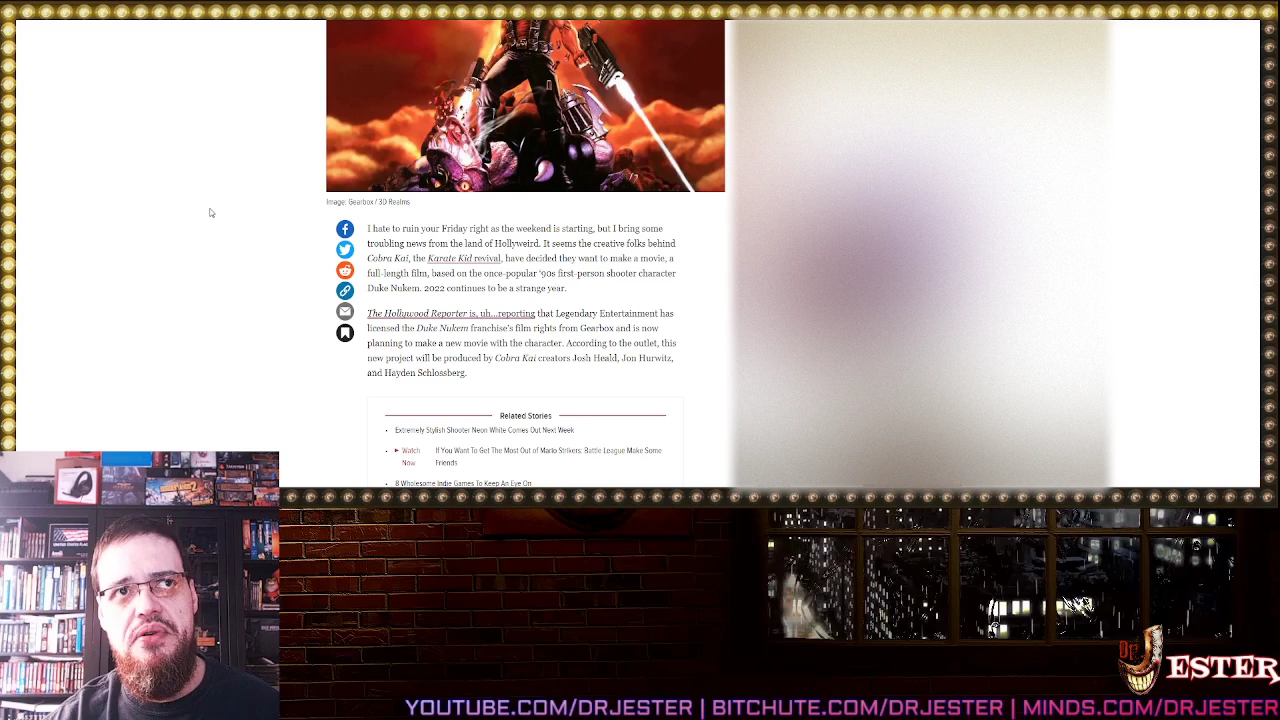 Image: Gearbox / 3D Realms
I hate to ruin your Friday right as the weekend is starting, but I bring some
troubling news from the land of Hollyweird. It seems the creative folks behind
Cobra Kai, the Karate Kid revival, have decided they want to make a movie, a
full-length film, based on the once-popular '90s first-person shooter character
Duke Nukem. 2022 continues to be a strange year.
The Hollywood Reporter is, uh...reporting that Legendary Entertainment has
licensed the Duke Nukem franchise's film rights from Gearbox and is now
planning to make a new movie with the character. According to the outlet, this
new project will be produced by Cobra Kai creators Josh Heald, Jon Hurwitz,
and Hayden Schlossberg.
Related Stories
Extremely Stylish Shooter Neon White Comes Out Next Week
Watch Now
If You Want To Get The Most Out of Mario Strikers: Battle League Make Some
Friends
8 Wholesome Indie Games To Keep An Eye On
Dr
JESTER
YOUTUBE.COM/DRJESTER | BITCHUTE.COM/DRJESTER | MINDS.COM/DRJESTER